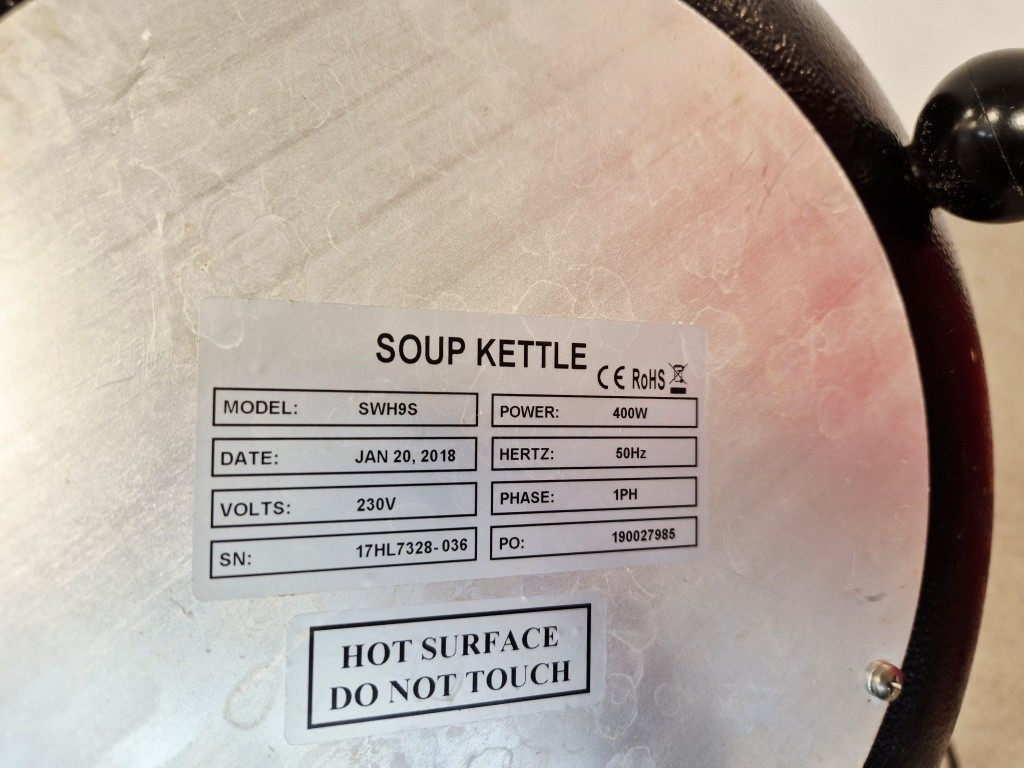 SOUP KETTLE
CE RoHS
MODEL: SWH9S
POWER: 400W
DATE: JAN 20, 2018
HERTZ: 50Hz
VOLTS: 230V
PHASE: 1PH
SN: 17HL7328-036
PO: 190027985
HOT SURFACE
DO NOT TOUCH